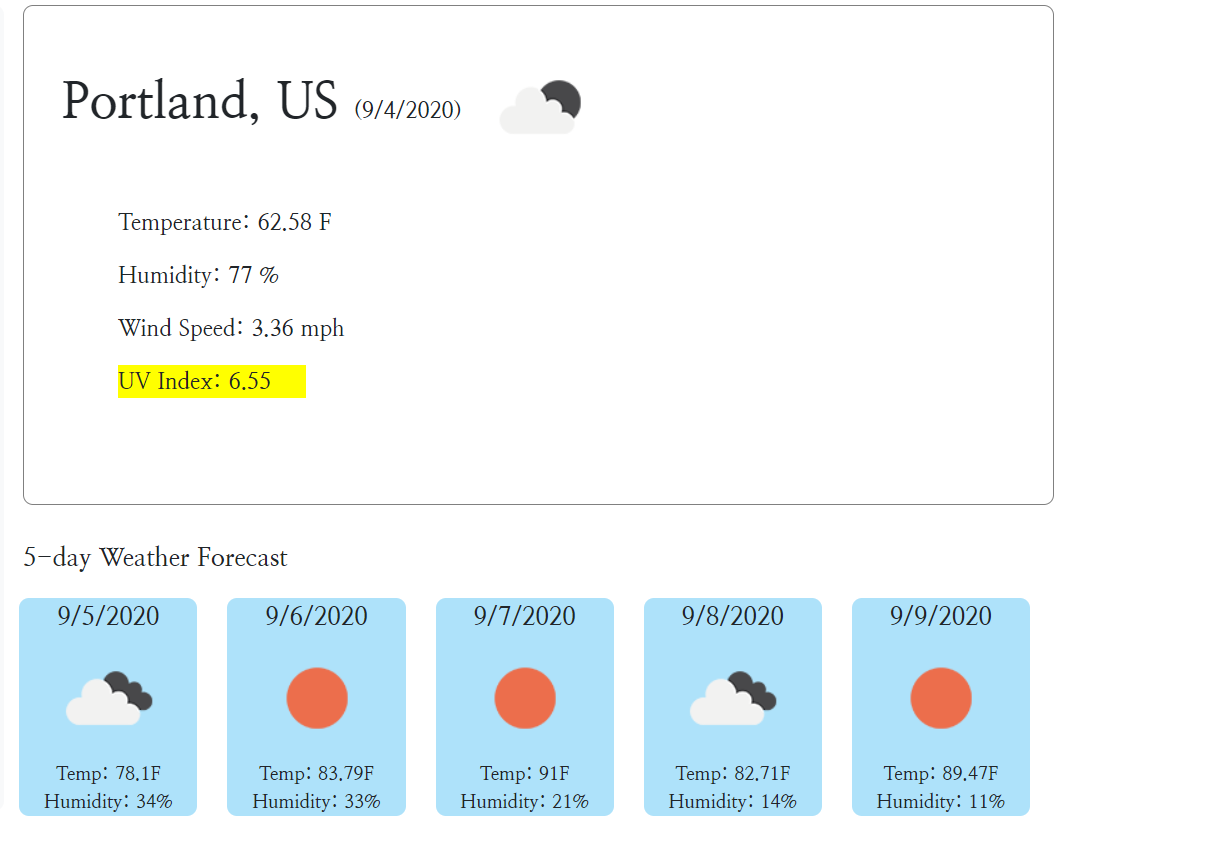 Portland, US (9/4/2020)
Temperature: 62.58 F
Humidity: 77 %
Wind Speed: 3.36 mph
UV Index: 6.55
5-day Weather Forecast
9/5/2020
Temp: 78.1F
Humidity: 34%
9/6/2020
Temp: 83.79F
Humidity: 33%
9/7/2020
Temp: 91F
Humidity: 21%
9/8/2020
Temp: 82.71F
Humidity: 14%
9/9/2020
Temp: 89.47F
Humidity: 11%